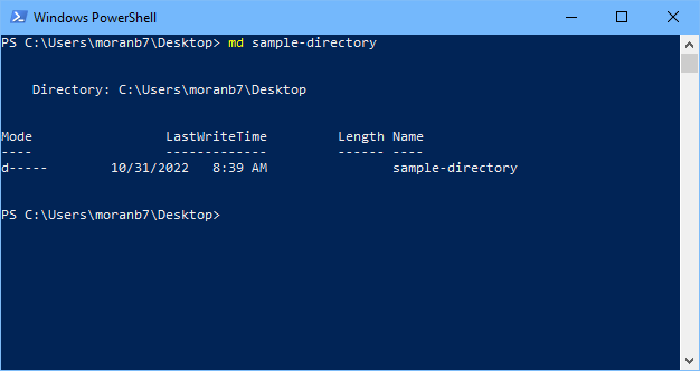 Windows PowerShell
PS C:\Users\moranb7\Desktop> md sample-directory
Directory: C:\Users\moranb7\Desktop
Mode                LastWriteTime         Length Name
----                -------------         ------ ----
d-----        10/31/2022   8:39 AM                sample-directory
PS C:\Users\moranb7\Desktop>